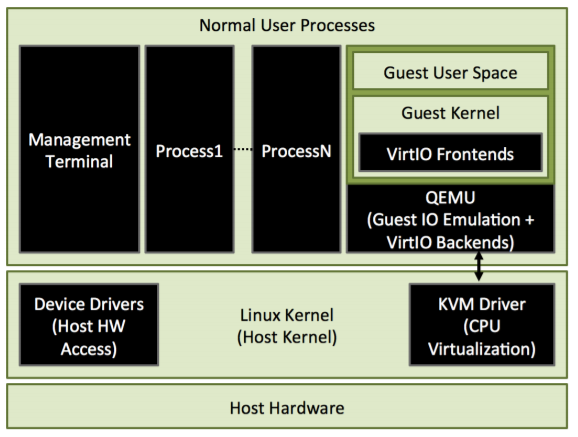 Normal User Processes
Management
Terminal
Process1
ProcessN
Guest User Space
Guest Kernel
VirtIO Frontends
QEMU
(Guest IO Emulation +
VirtIO Backends)
Device Drivers
(Host HW
Access)
Linux Kernel
(Host Kernel)
KVM Driver
(CPU
Virtualization)
Host Hardware